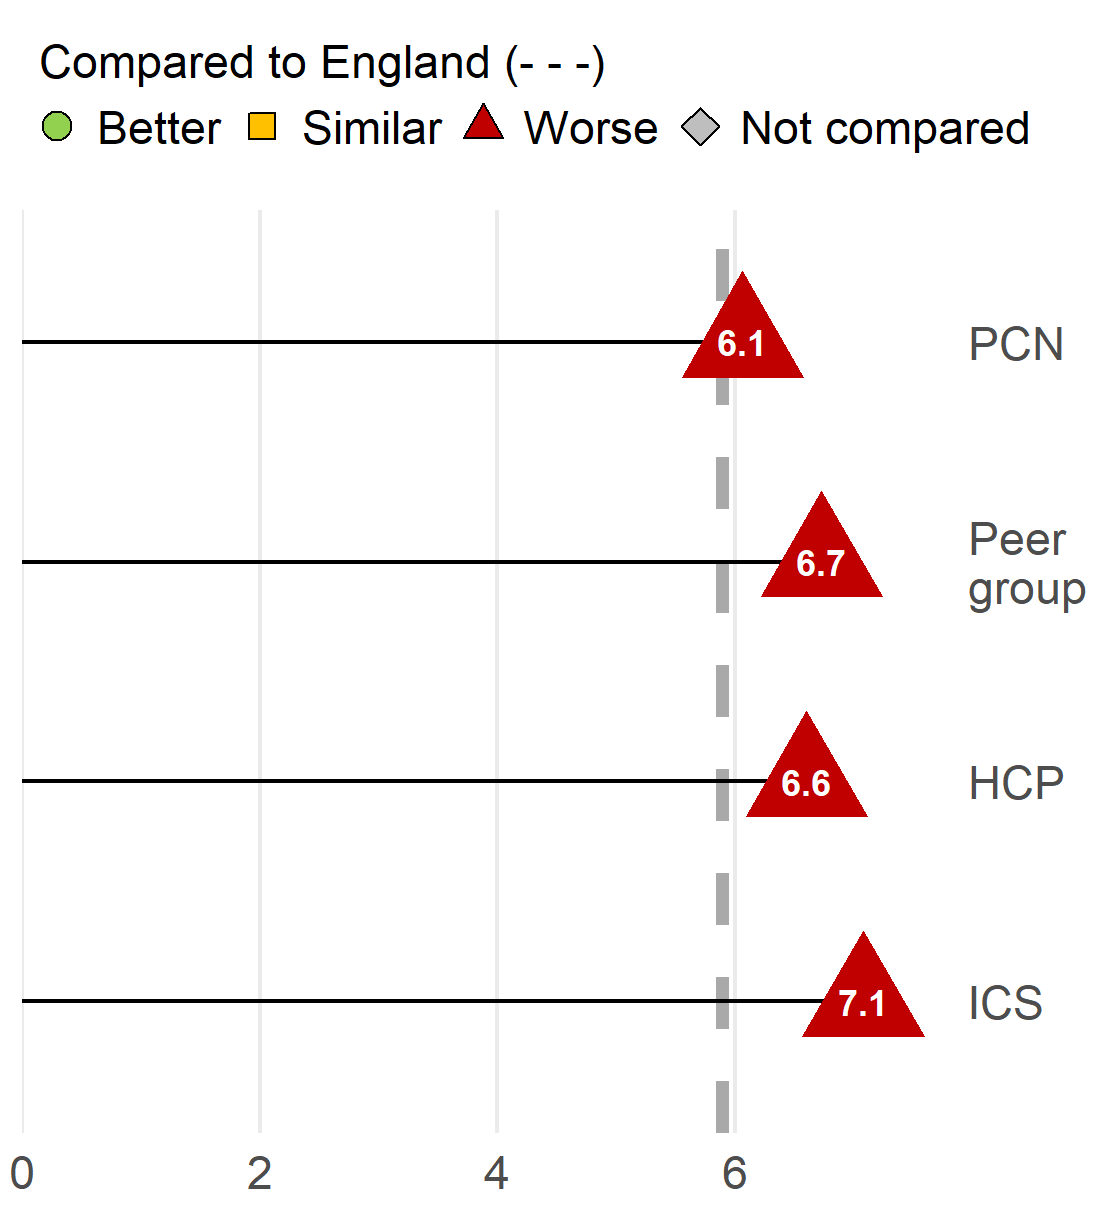 Compared to England (- - -)
Better Similar Worse Not compared
6.1 PCN
6.7 Peer
group
6.6 HCP
7.1 ICS
0 2 4 6